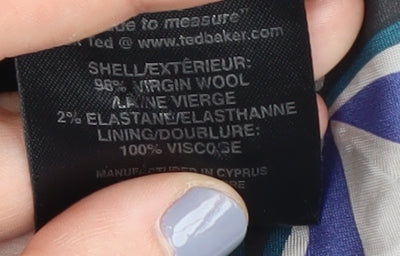 to measure"
Ted @ www.tedbaker.com
SHELL/EXTÉRIEUR:
98% VIRGIN WOOL
/LAINE VIERGE
2% ELASTANE/ELASTHANNE
LINING/DOUBLURE:
100% VISCOSE
MANUFACTURED IN CYPRUS